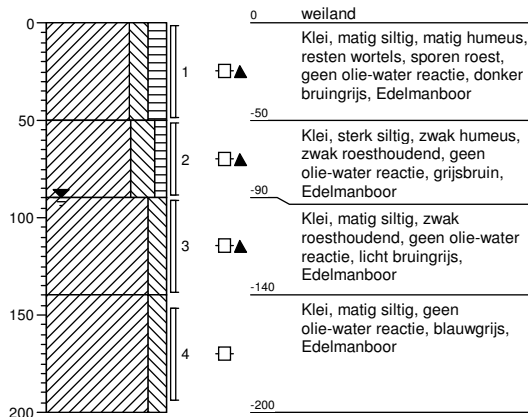 0
50
100
150
200
1
2
3
4
0 weiland
Klei, matig siltig, matig humeus,
resten wortels, sporen roest,
geen olie-water reactie, donker
bruingrijs, Edelmanboor
-50
Klei, sterk siltig, zwak humeus,
zwak roesthoudend, geen
olie-water reactie, grijsbruin,
Edelmanboor
-90
Klei, matig siltig, zwak
roesthoudend, geen olie-water
reactie, licht bruingrijs,
Edelmanboor
-140
Klei, matig siltig, geen
olie-water reactie, blauwgrijs,
Edelmanboor
-200